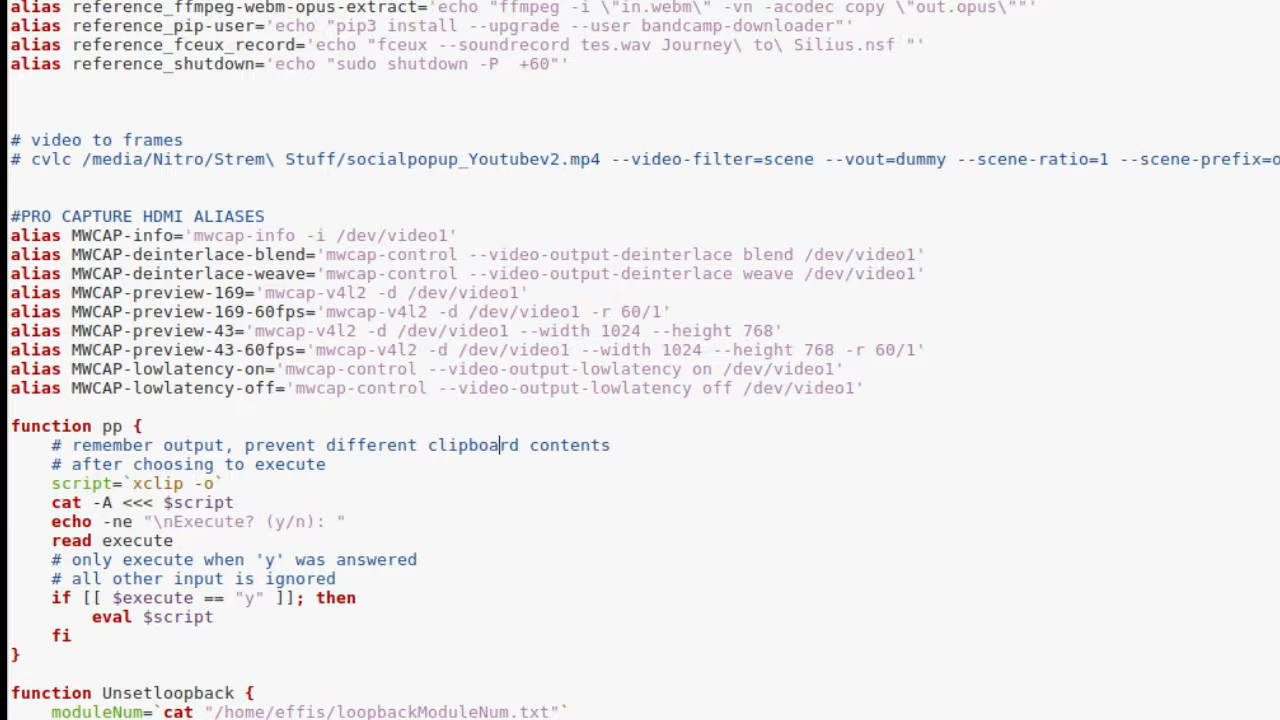 alias reference_ffmpeg-webm-opus-extract='echo "ffmpeg -i \"in.webm\" -vn -acodec copy \"out.opus\""'
alias reference_pip-user='echo "pip3 install --upgrade --user bandcamp-downloader"'
alias reference_fceux_record='echo "fceux --soundrecord tes.wav Journey\ to\ Silius.nsf "'
alias reference_shutdown='echo "sudo shutdown -P  +60"'
# video to frames
# cvlc /media/Nitro/Strem\ Stuff/socialpopup_Youtubev2.mp4 --video-filter=scene --vout=dummy --scene-ratio=1 --scene-prefix=o
#PRO CAPTURE HDMI ALIASES
alias MWCAP-info='mwcap-info -i /dev/video1'
alias MWCAP-deinterlace-blend='mwcap-control --video-output-deinterlace blend /dev/video1'
alias MWCAP-deinterlace-weave='mwcap-control --video-output-deinterlace weave /dev/video1'
alias MWCAP-preview-169='mwcap-v4l2 -d /dev/video1'
alias MWCAP-preview-169-60fps='mwcap-v4l2 -d /dev/video1 -r 60/1'
alias MWCAP-preview-43='mwcap-v4l2 -d /dev/video1 --width 1024 --height 768'
alias MWCAP-preview-43-60fps='mwcap-v4l2 -d /dev/video1 --width 1024 --height 768 -r 60/1'
alias MWCAP-lowlatency-on='mwcap-control --video-output-lowlatency on /dev/video1'
alias MWCAP-lowlatency-off='mwcap-control --video-output-lowlatency off /dev/video1'
function pp {
    # remember output, prevent different clipboard contents
    # after choosing to execute
    script=`xclip -o`
    cat -A <<< $script
    echo -ne "\nExecute? (y/n): "
    read execute
    # only execute when 'y' was answered
    # all other input is ignored
    if [[ $execute == "y" ]]; then
        eval $script
    fi
}
function Unsetloopback {
    moduleNum=`cat "/home/effis/loopbackModuleNum.txt"`